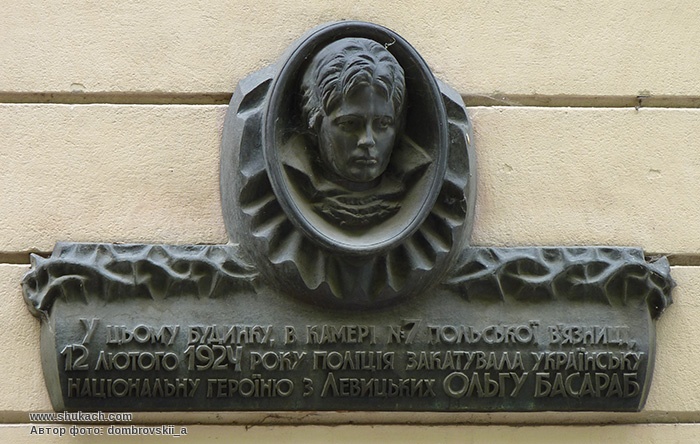 У ЦЬОМУ БУДИНКУ, В КАМЕРІ №7 ПОЛЬСЬКОЇ В'ЯЗНИЦІ,
12 ЛЮТОГО 1924 РОКУ ПОЛІЦІЯ ЗАКАТУВАЛА УКРАЇНСЬКУ
НАЦІОНАЛЬНУ ГЕРОЇНЮ З ЛЕВИЦЬКИХ ОЛЬГУ БАСАРАБ
www.shukach.com
Автор фото: dombrovskii_a